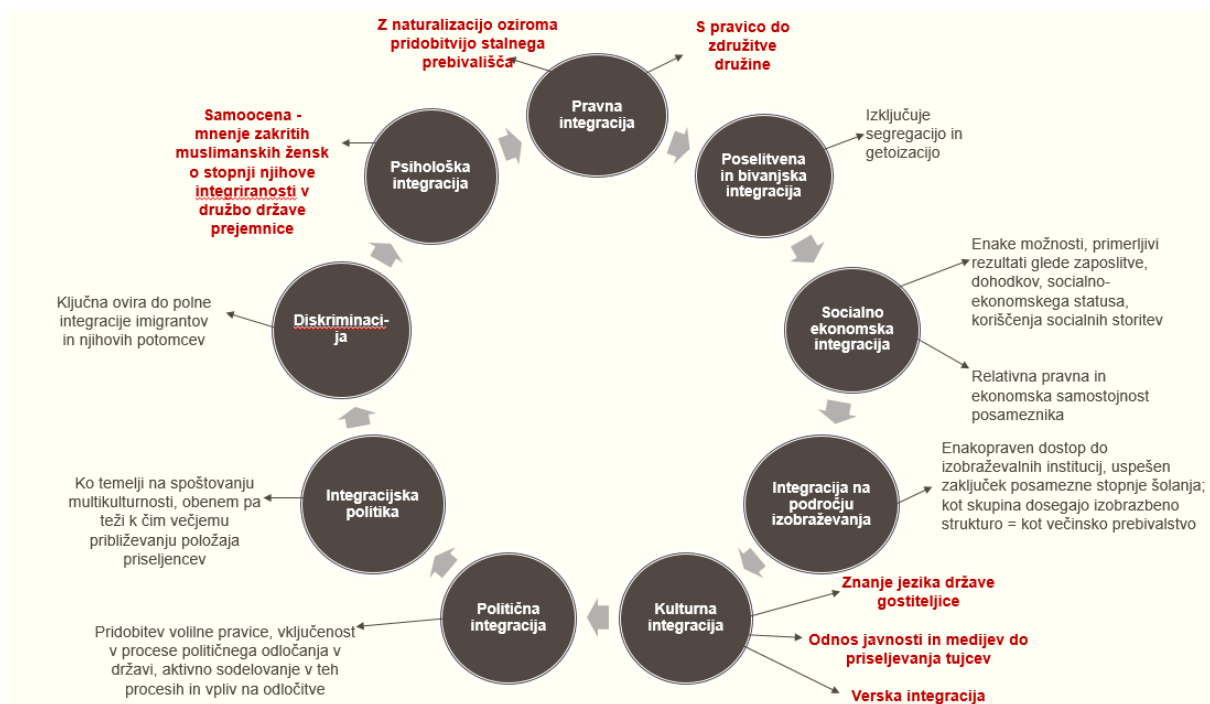 Z naturalizacijo oziroma
pridobitvijo stalnega
prebivališča
S pravico do
združitve
družine
Pravna
integracija
Izključuje
segregacijo in
getoizacijo
Poselitvena
in bivanjska
integracija
Enake možnosti, primerljivi
rezultati glede zaposlitve,
dohodkov, socialno-
ekonomskega statusa,
koriščenja socialnih storitev
Socialno
ekonomska
integracija
Relativna pravna in
ekonomska samostojnost
posameznika
Enakopraven dostop do
izobraževalnih institucij, uspešen
zaključek posamezne stopnje šolanja;
kot skupina dosegajo izobrazbeno
strukturo = kot večinsko prebivalstvo
Integracija na
področju
izobraževanja
Znanje jezika države
gostiteljice
Odnos javnosti in medijev do
priseljevanja tujcev
Verska integracija
Kulturna
integracija
Politična
integracija
Pridobitev volilne pravice, vključenost
v procese političnega odločanja v
državi, aktivno sodelovanje v teh
procesih in vpliv na odločitve
Integracijska
politika
Ko temelji na spoštovanju
multikulturnosti, obenem pa
teži k čim večjemu
približevanju položaja
priseljencev
Diskriminaci-
ja
Ključna ovira do polne
integracije imigrantov
in njihovih potomcev
Psihološka
integracija
Samoocena -
mnenje zakritih
muslimanskih žensk
o stopnji njihove
integriranosti v
družbo države
prejemnice